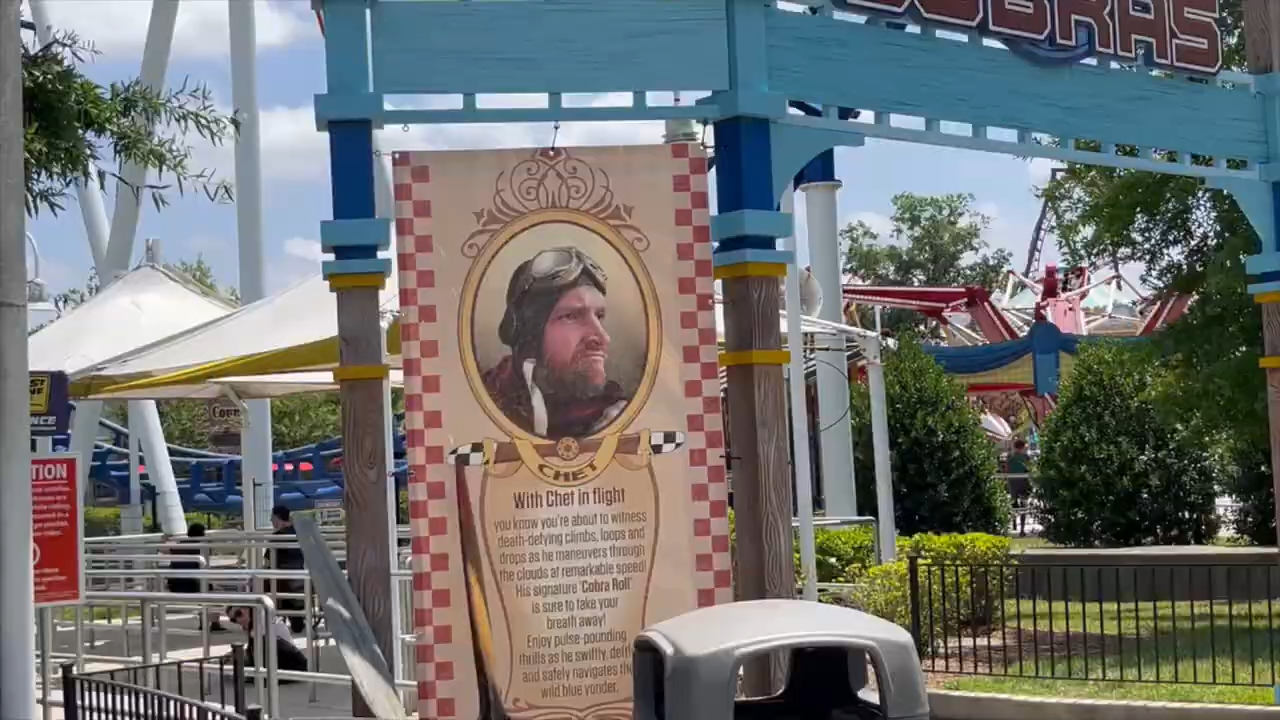 COBRAS
CHET
With Chet in flight
you know you're about to witness
death-defying climbs, loops and
drops as he maneuvers through
the clouds at remarkable speed!
His signature 'Cobra Roll'
is sure to take your
breath away!
Enjoy pulse-pounding
thrills as he swiftly, deftly
and safely navigates the
wild blue yonder.